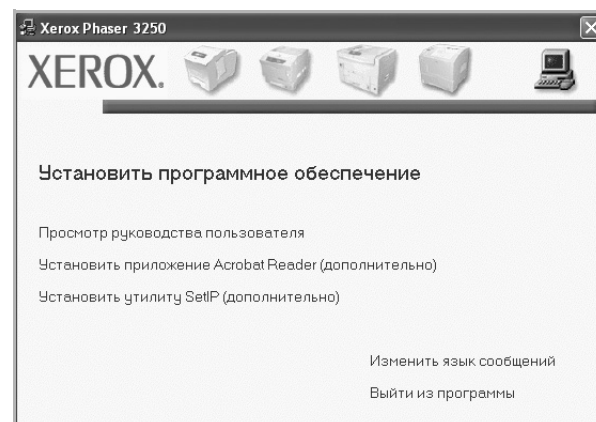 Xerox Phaser 3250
XEROX.
Установить программное обеспечение
Просмотр руководства пользователя
Установить приложение Acrobat Reader (дополнительно)
Установить утилиту SetIP (дополнительно)
Изменить язык сообщений
Выйти из программы